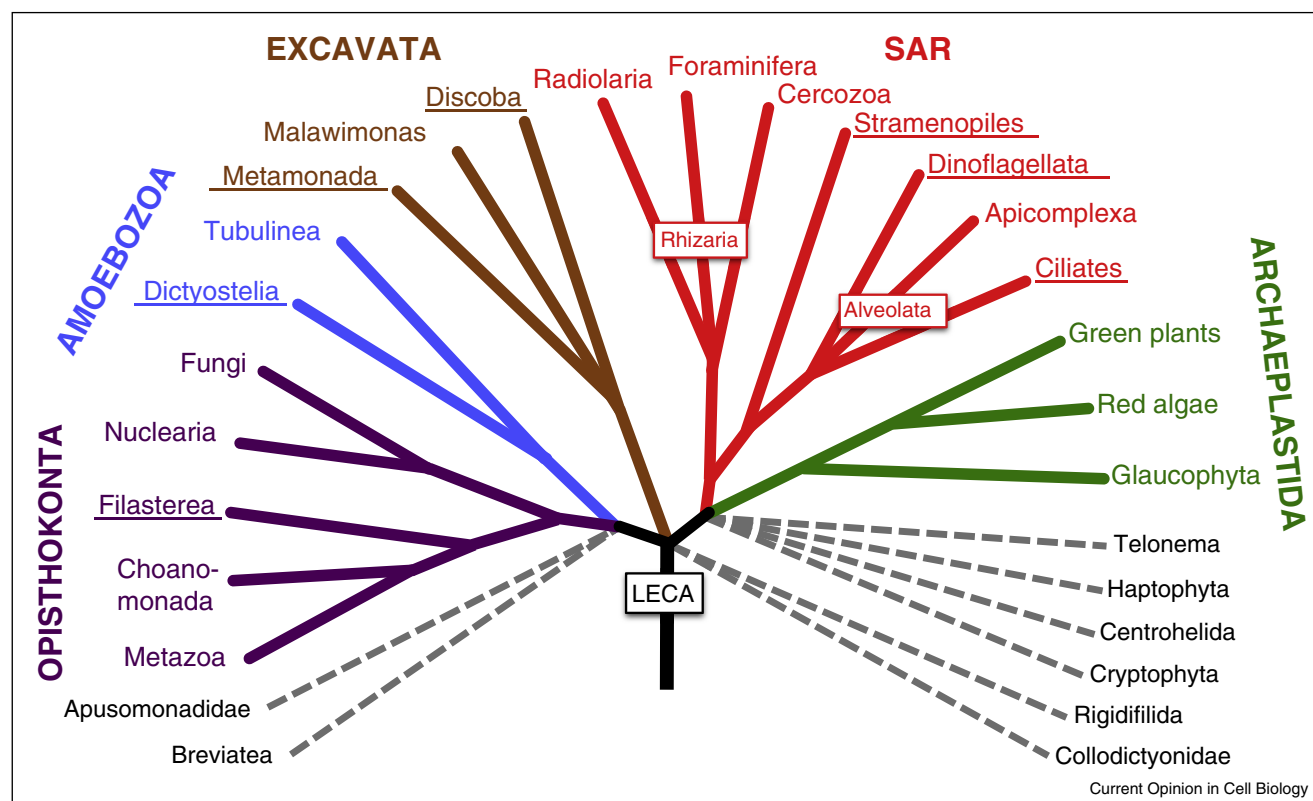 EXCAVATA
SAR
Radiolaria
Foraminifera
Cercozoa
Discoba
Stramenopiles
Malawimonas
Metamonada
Dinoflagellata
AMOEBOZOA
Tubulinea
Rhizaria
Apicomplexa
Dictyostelia
Alveolata
Ciliates
ARCHAEPLASTIDA
Fungi
Green plants
Nuclearia
Red algae
OPISTHOKONTA
Filasterea
Glaucophyta
Choano-
monada
LECA
Telonema
Haptophyta
Metazoa
Centrohelida
Cryptophyta
Apusomonadidae
Rigidifilida
Breviatea
Collodictyonidae
Current Opinion in Cell Biology